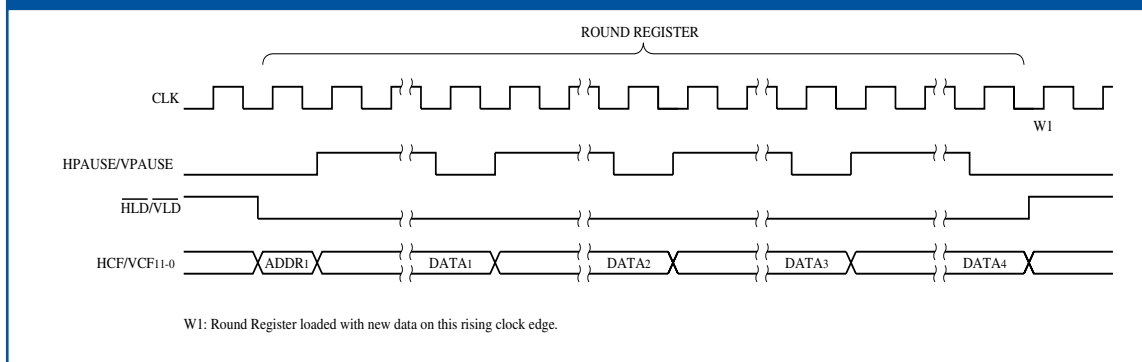 ROUND REGISTER
CLK
W1
HPAUSE/VPAUSE
HLD/VLD
HCF/VCF11-0 ADDR1 DATA1 DATA2 DATA3 DATA4
W1: Round Register loaded with new data on this rising clock edge.